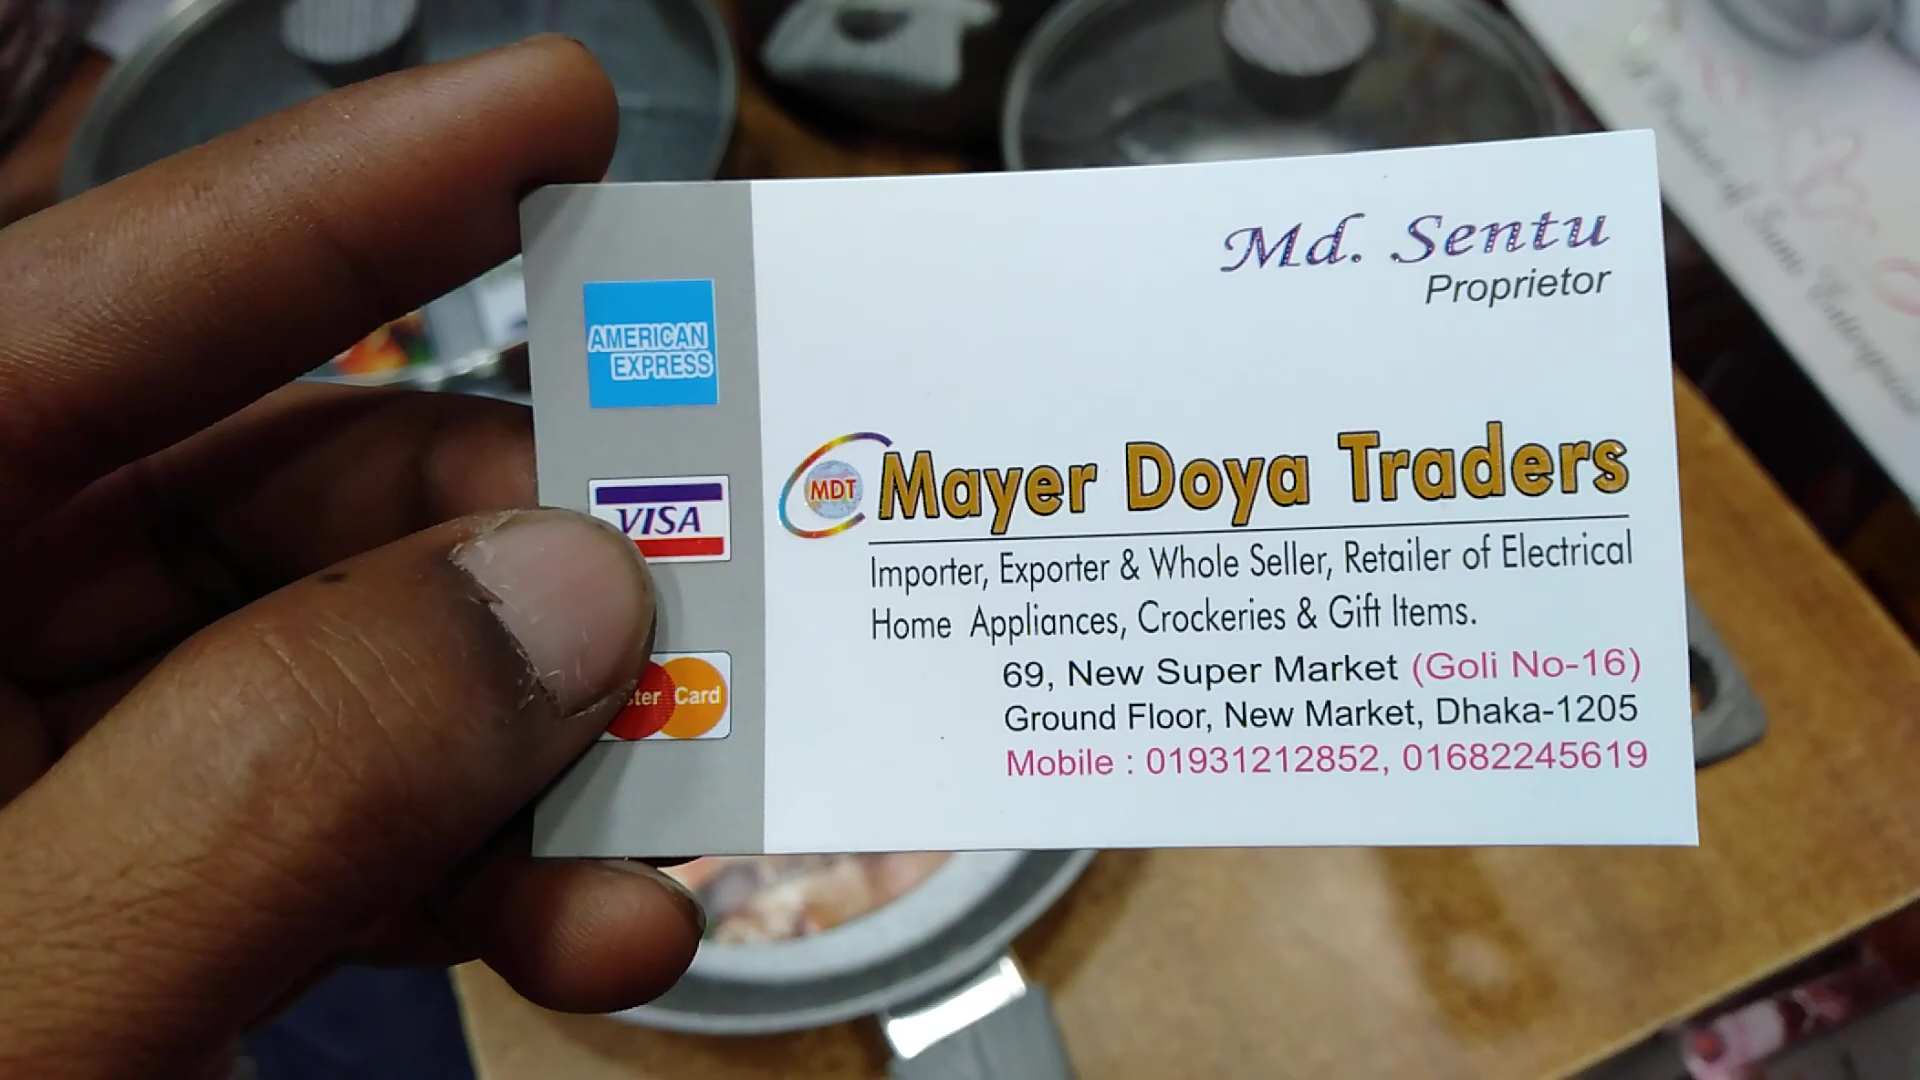 Md. Sentu
Proprietor
AMERICAN
EXPRESS
VISA
Card
MDT
Mayer Doya Traders
Importer, Exporter & Whole Seller, Retailer of Electrical
Home Appliances, Crockeries & Gift Items.
69, New Super Market (Goli No-16)
Ground Floor, New Market, Dhaka-1205
Mobile : 01931212852, 01682245619